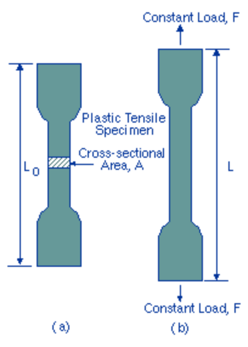 Constant Load, F
Plastic Tensile
Specimen
Cross-sectional
Area, A
L0
L
Constant Load, F
(a)
(b)